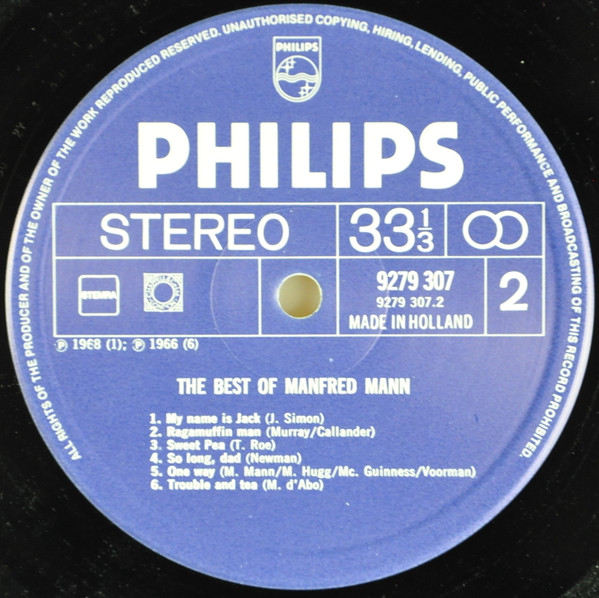 ALL RIGHTS OF THE PRODUCER AND OF THE OWNER OF THE WORK REPRODUCED RESERVED. UNAUTHORISED COPYING, HIRING, LENDING, PUBLIC PERFORMANCE AND BROADCASTING OF THIS RECORD PROHIBITED.
PHILIPS
PHILIPS
STEREO
33 1/3
STEMRA
9279 307
9279 307.2
MADE IN HOLLAND
2
℗ 1968 (1); ℗ 1966 (6)
THE BEST OF MANFRED MANN
1. My name is Jack (J. Simon)
2. Ragamuffin man (Murray/Callander)
3. Sweet Pea (T. Roe)
4. So long, dad (Newman)
5. One way (M. Mann/M. Hugg/Mc. Guinness/Voorman)
6. Trouble and tea (M. d'Abo)